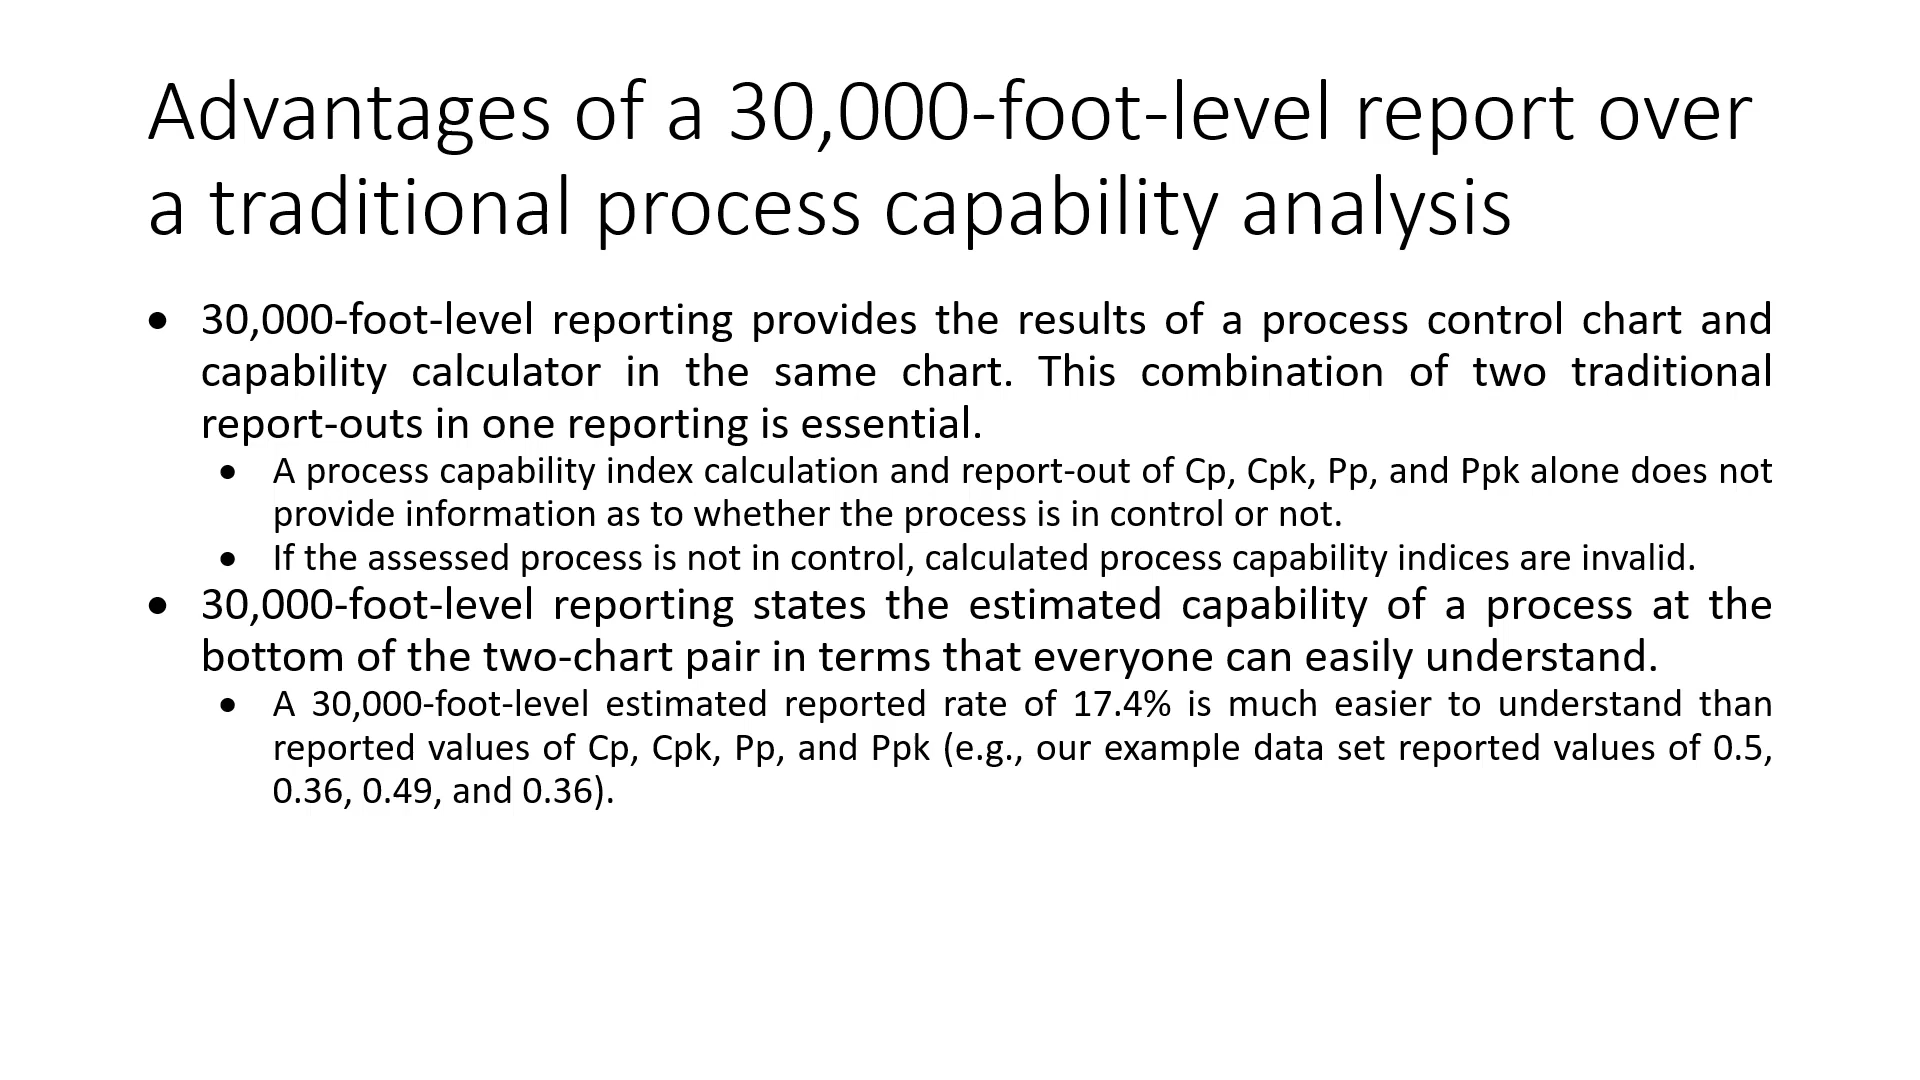 Advantages of a 30,000-foot-level report over
a traditional process capability analysis
• 30,000-foot-level reporting provides the results of a process control chart and
capability calculator in the same chart. This combination of two traditional
report-outs in one reporting is essential.
• A process capability index calculation and report-out of Cp, Cpk, Pp, and Ppk alone does not
provide information as to whether the process is in control or not.
• If the assessed process is not in control, calculated process capability indices are invalid.
• 30,000-foot-level reporting states the estimated capability of a process at the
bottom of the two-chart pair in terms that everyone can easily understand.
• A 30,000-foot-level estimated reported rate of 17.4% is much easier to understand than
reported values of Cp, Cpk, Pp, and Ppk (e.g., our example data set reported values of 0.5,
0.36, 0.49, and 0.36).